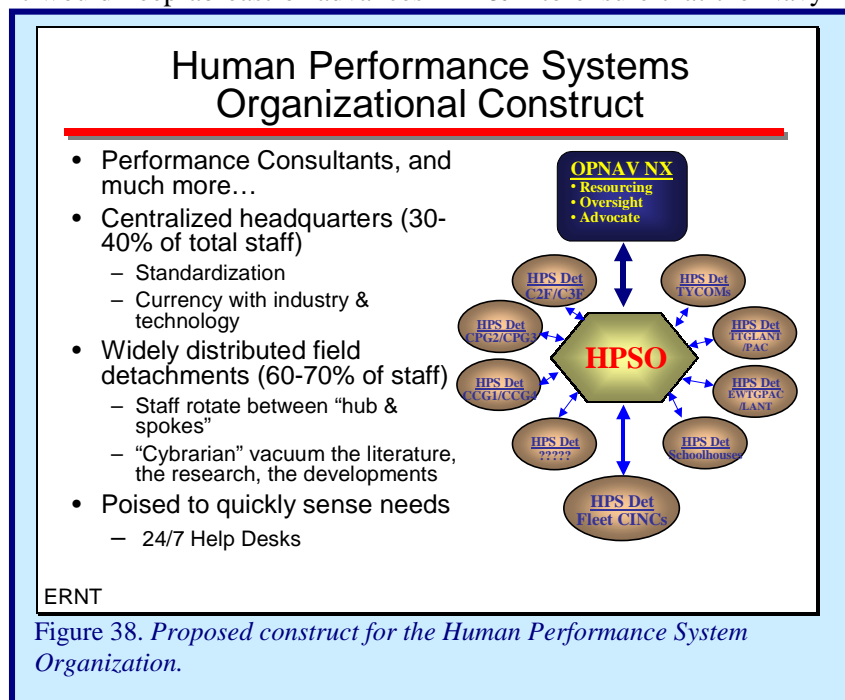 Human Performance Systems
Organizational Construct
• Performance Consultants, and
much more…
• Centralized headquarters (30-
40% of total staff)
– Standardization
– Currency with industry &
technology
• Widely distributed field
detachments (60-70% of staff)
– Staff rotate between “hub &
spokes”
– “Cybrarian” vacuum the literature,
the research, the developments
• Poised to quickly sense needs
– 24/7 Help Desks
ERNT
OPNAV NX
• Resourcing
• Oversight
• Advocate
HPS Det
C2F/C3F
HPS Det
TYCOMs
HPS Det
CPG2/CPG3
HPS Det
TTGLANT
/PAC
HPSO
HPS Det
CCG1/CCG4
HPS Det
EWTGPAC
/LANT
HPS Det
?????
HPS Det
Schoolhouses
HPS Det
Fleet CINCs
Figure 38. Proposed construct for the Human Performance System
Organization.